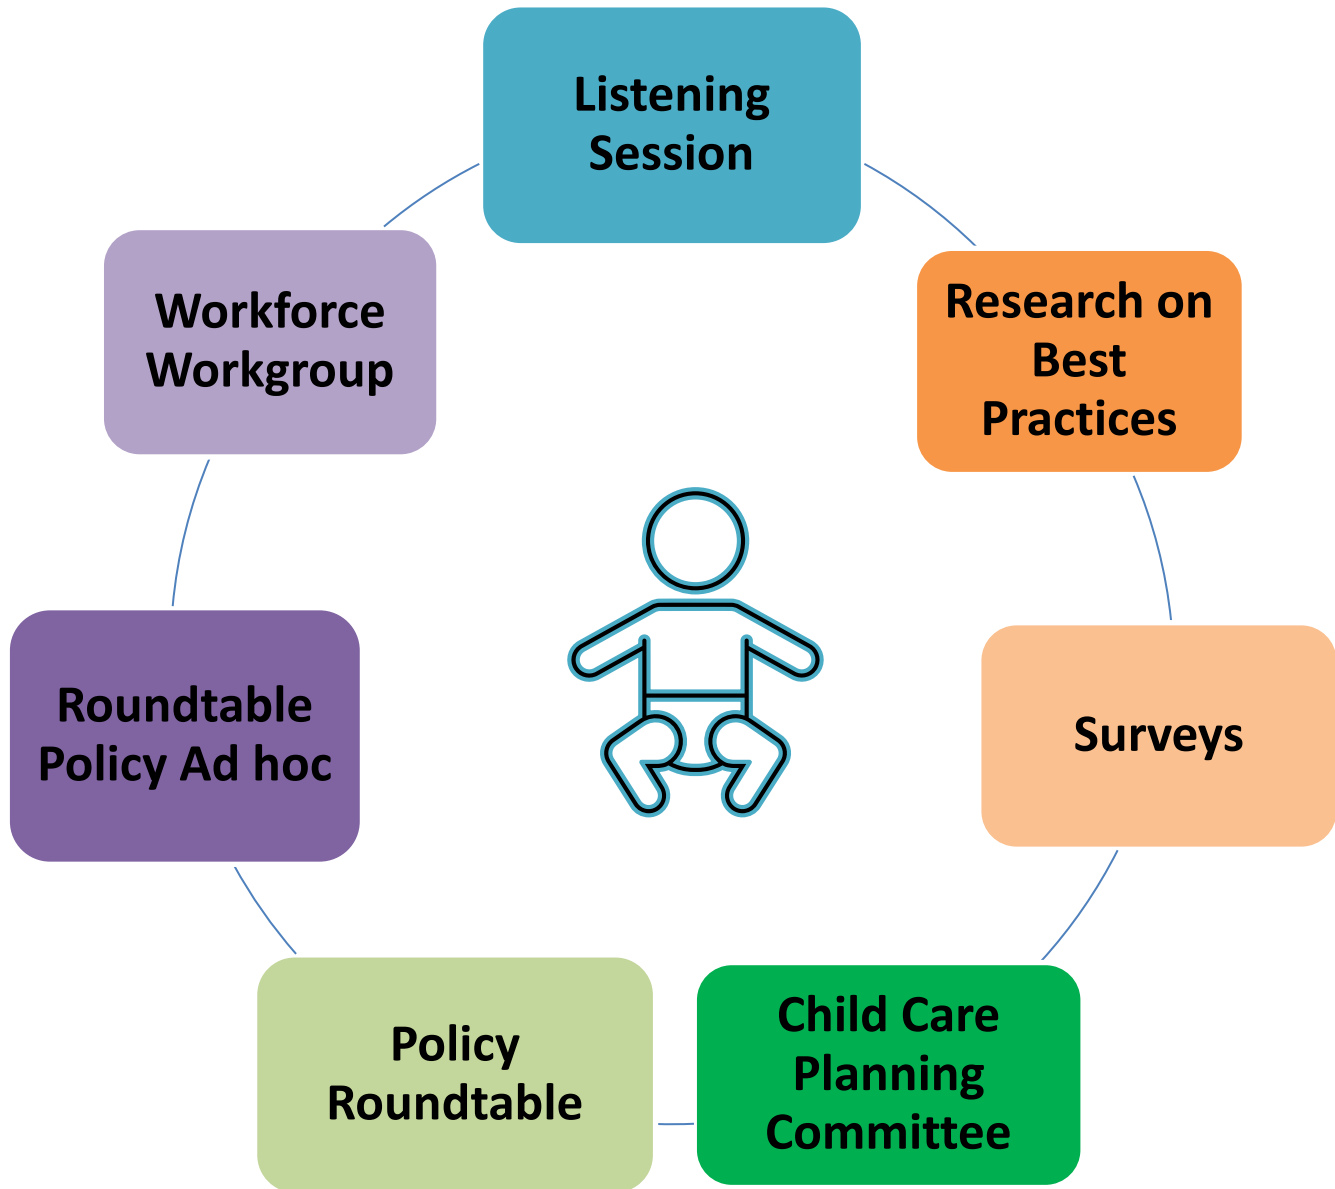 Listening
Session
Research on
Best
Practices
Surveys
Child Care
Planning
Committee
Policy
Roundtable
Roundtable
Policy Ad hoc
Workforce
Workgroup